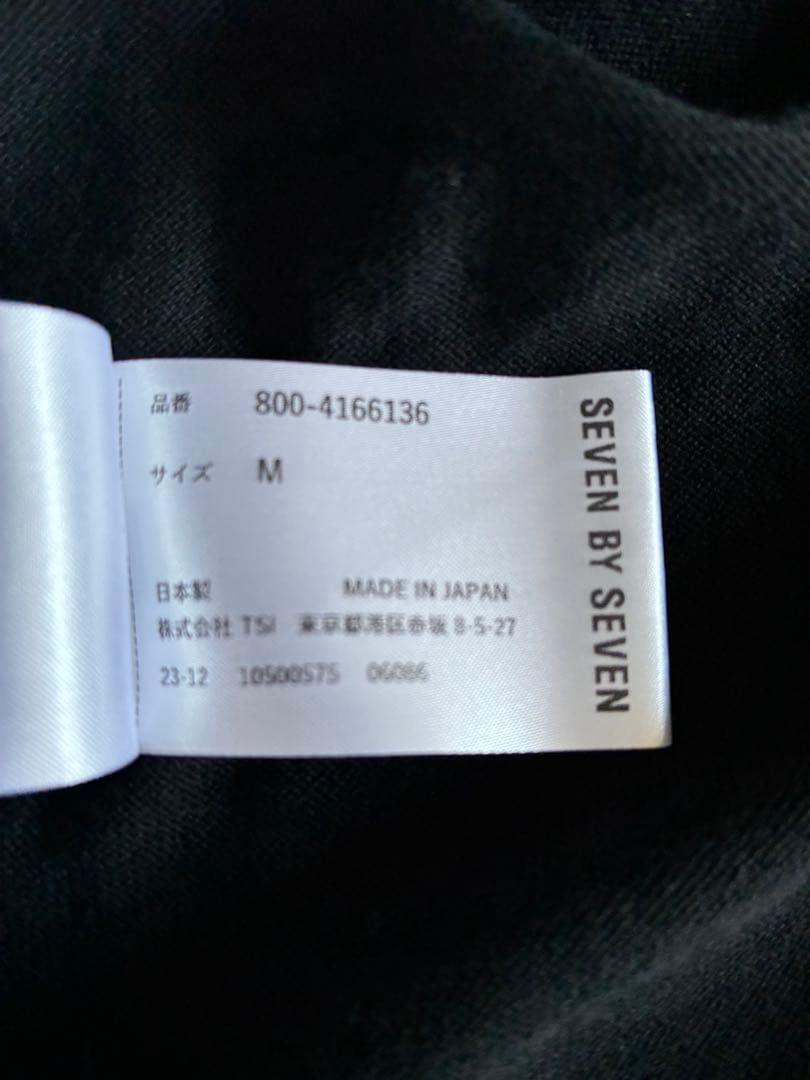 品番 800-4166136
サイズ M
日本製 MADE IN JAPAN
株式会社 TSI 東京都港区赤坂 8-5-27
23-12 10500575 06086
SEVEN BY SEVEN